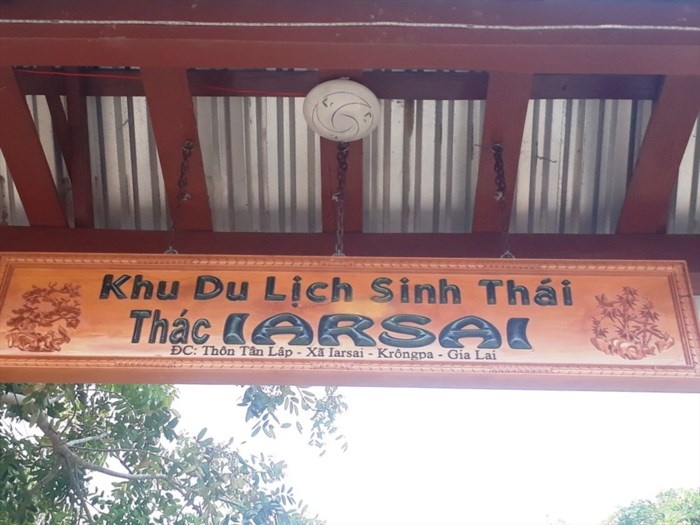 Khu Du Lịch Sinh Thái
Thác IARSAI
ĐC: Thôn Tân Lập - Xã Iarsai - Krôngpa - Gia Lai